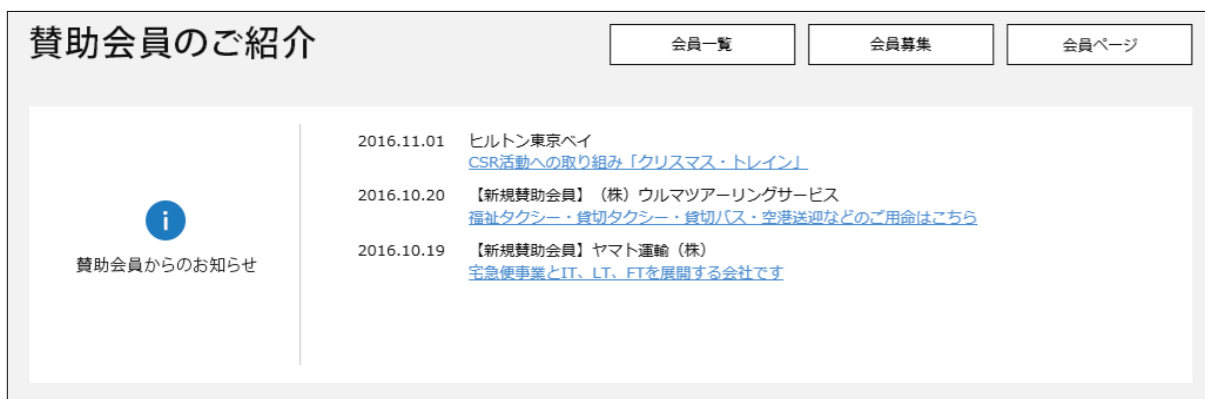 賛助会員のご紹介
会員一覧
会員募集
会員ページ
2016.11.01 ヒルトン東京ベイ
CSR活動への取り組み「クリスマス・トレイン」
2016.10.20 【新規賛助会員】（株）ウルマツアーリングサービス
福祉タクシー・貸切タクシー・貸切バス・空港送迎などのご用命はこちら
2016.10.19 【新規賛助会員】ヤマト運輸（株）
宅急便事業とIT、LT、FTを展開する会社です
i
賛助会員からのお知らせ